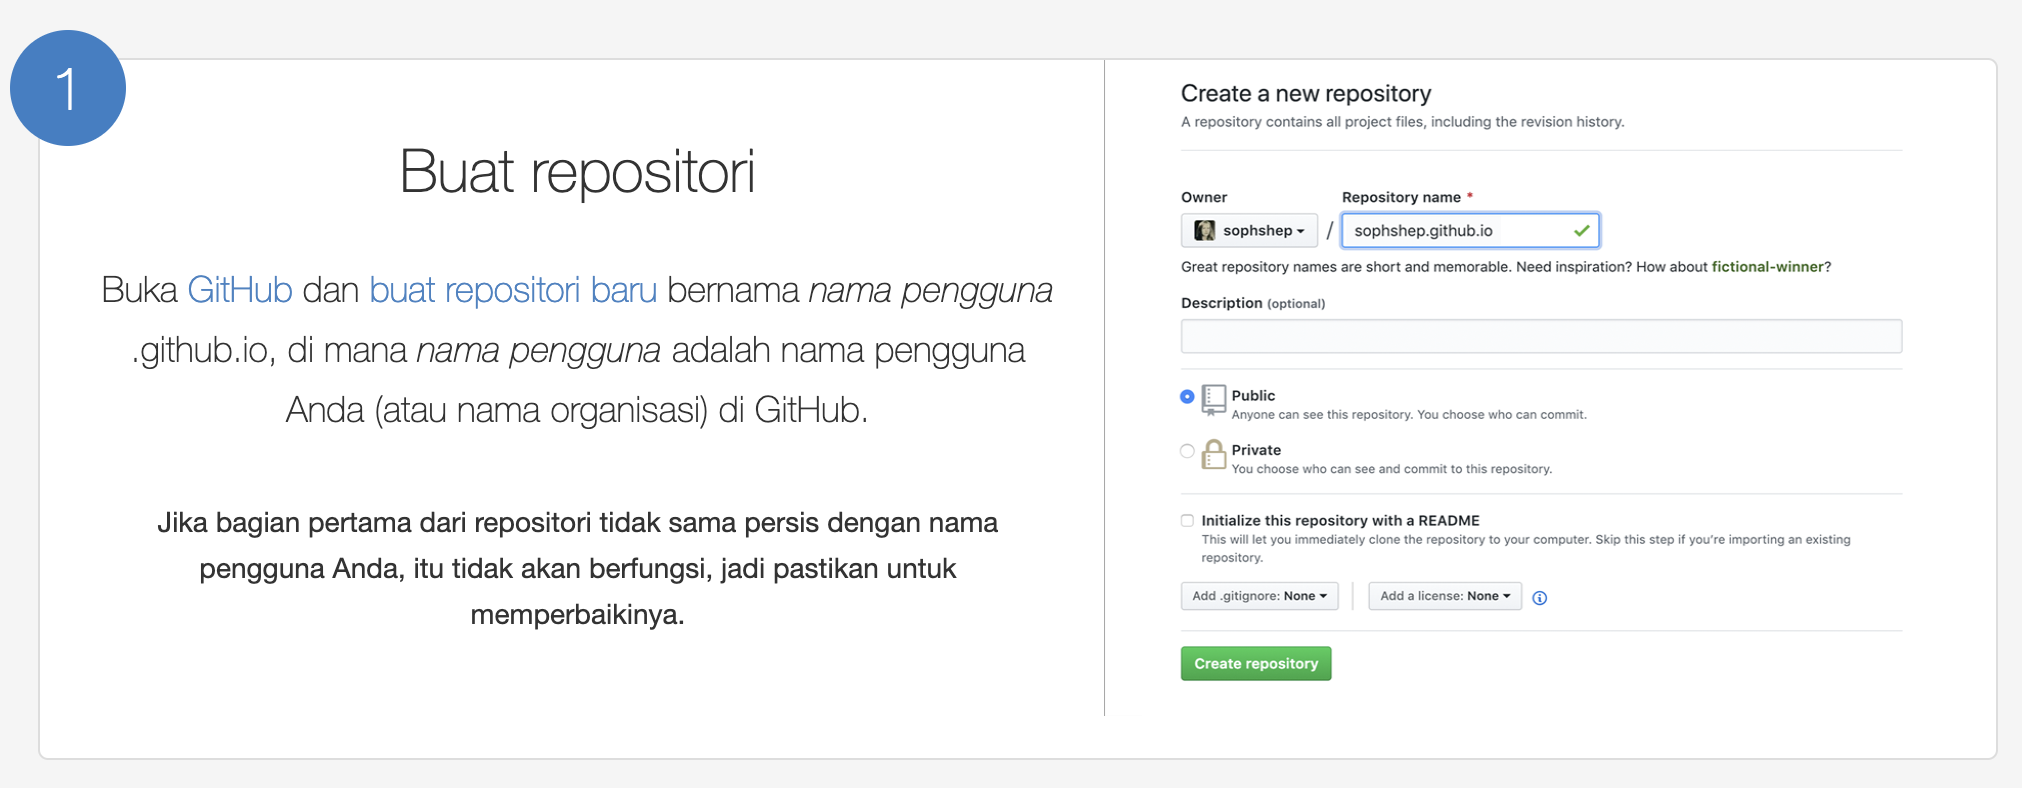 1
Buat repositori
Buka GitHub dan buat repositori baru bernama nama pengguna
.github.io, di mana nama pengguna adalah nama pengguna
Anda (atau nama organisasi) di GitHub.
Jika bagian pertama dari repositori tidak sama persis dengan nama
pengguna Anda, itu tidak akan berfungsi, jadi pastikan untuk
memperbaikinya.
Create a new repository
A repository contains all project files, including the revision history.
Owner Repository name *
sophshep / sophshep.github.io
Great repository names are short and memorable. Need inspiration? How about fictional-winner?
Description (optional)
Public
Anyone can see this repository. You choose who can commit.
Private
You choose who can see and commit to this repository.
Initialize this repository with a README
This will let you immediately clone the repository to your computer. Skip this step if you're importing an existing
repository.
Add .gitignore: None Add a license: None
Create repository